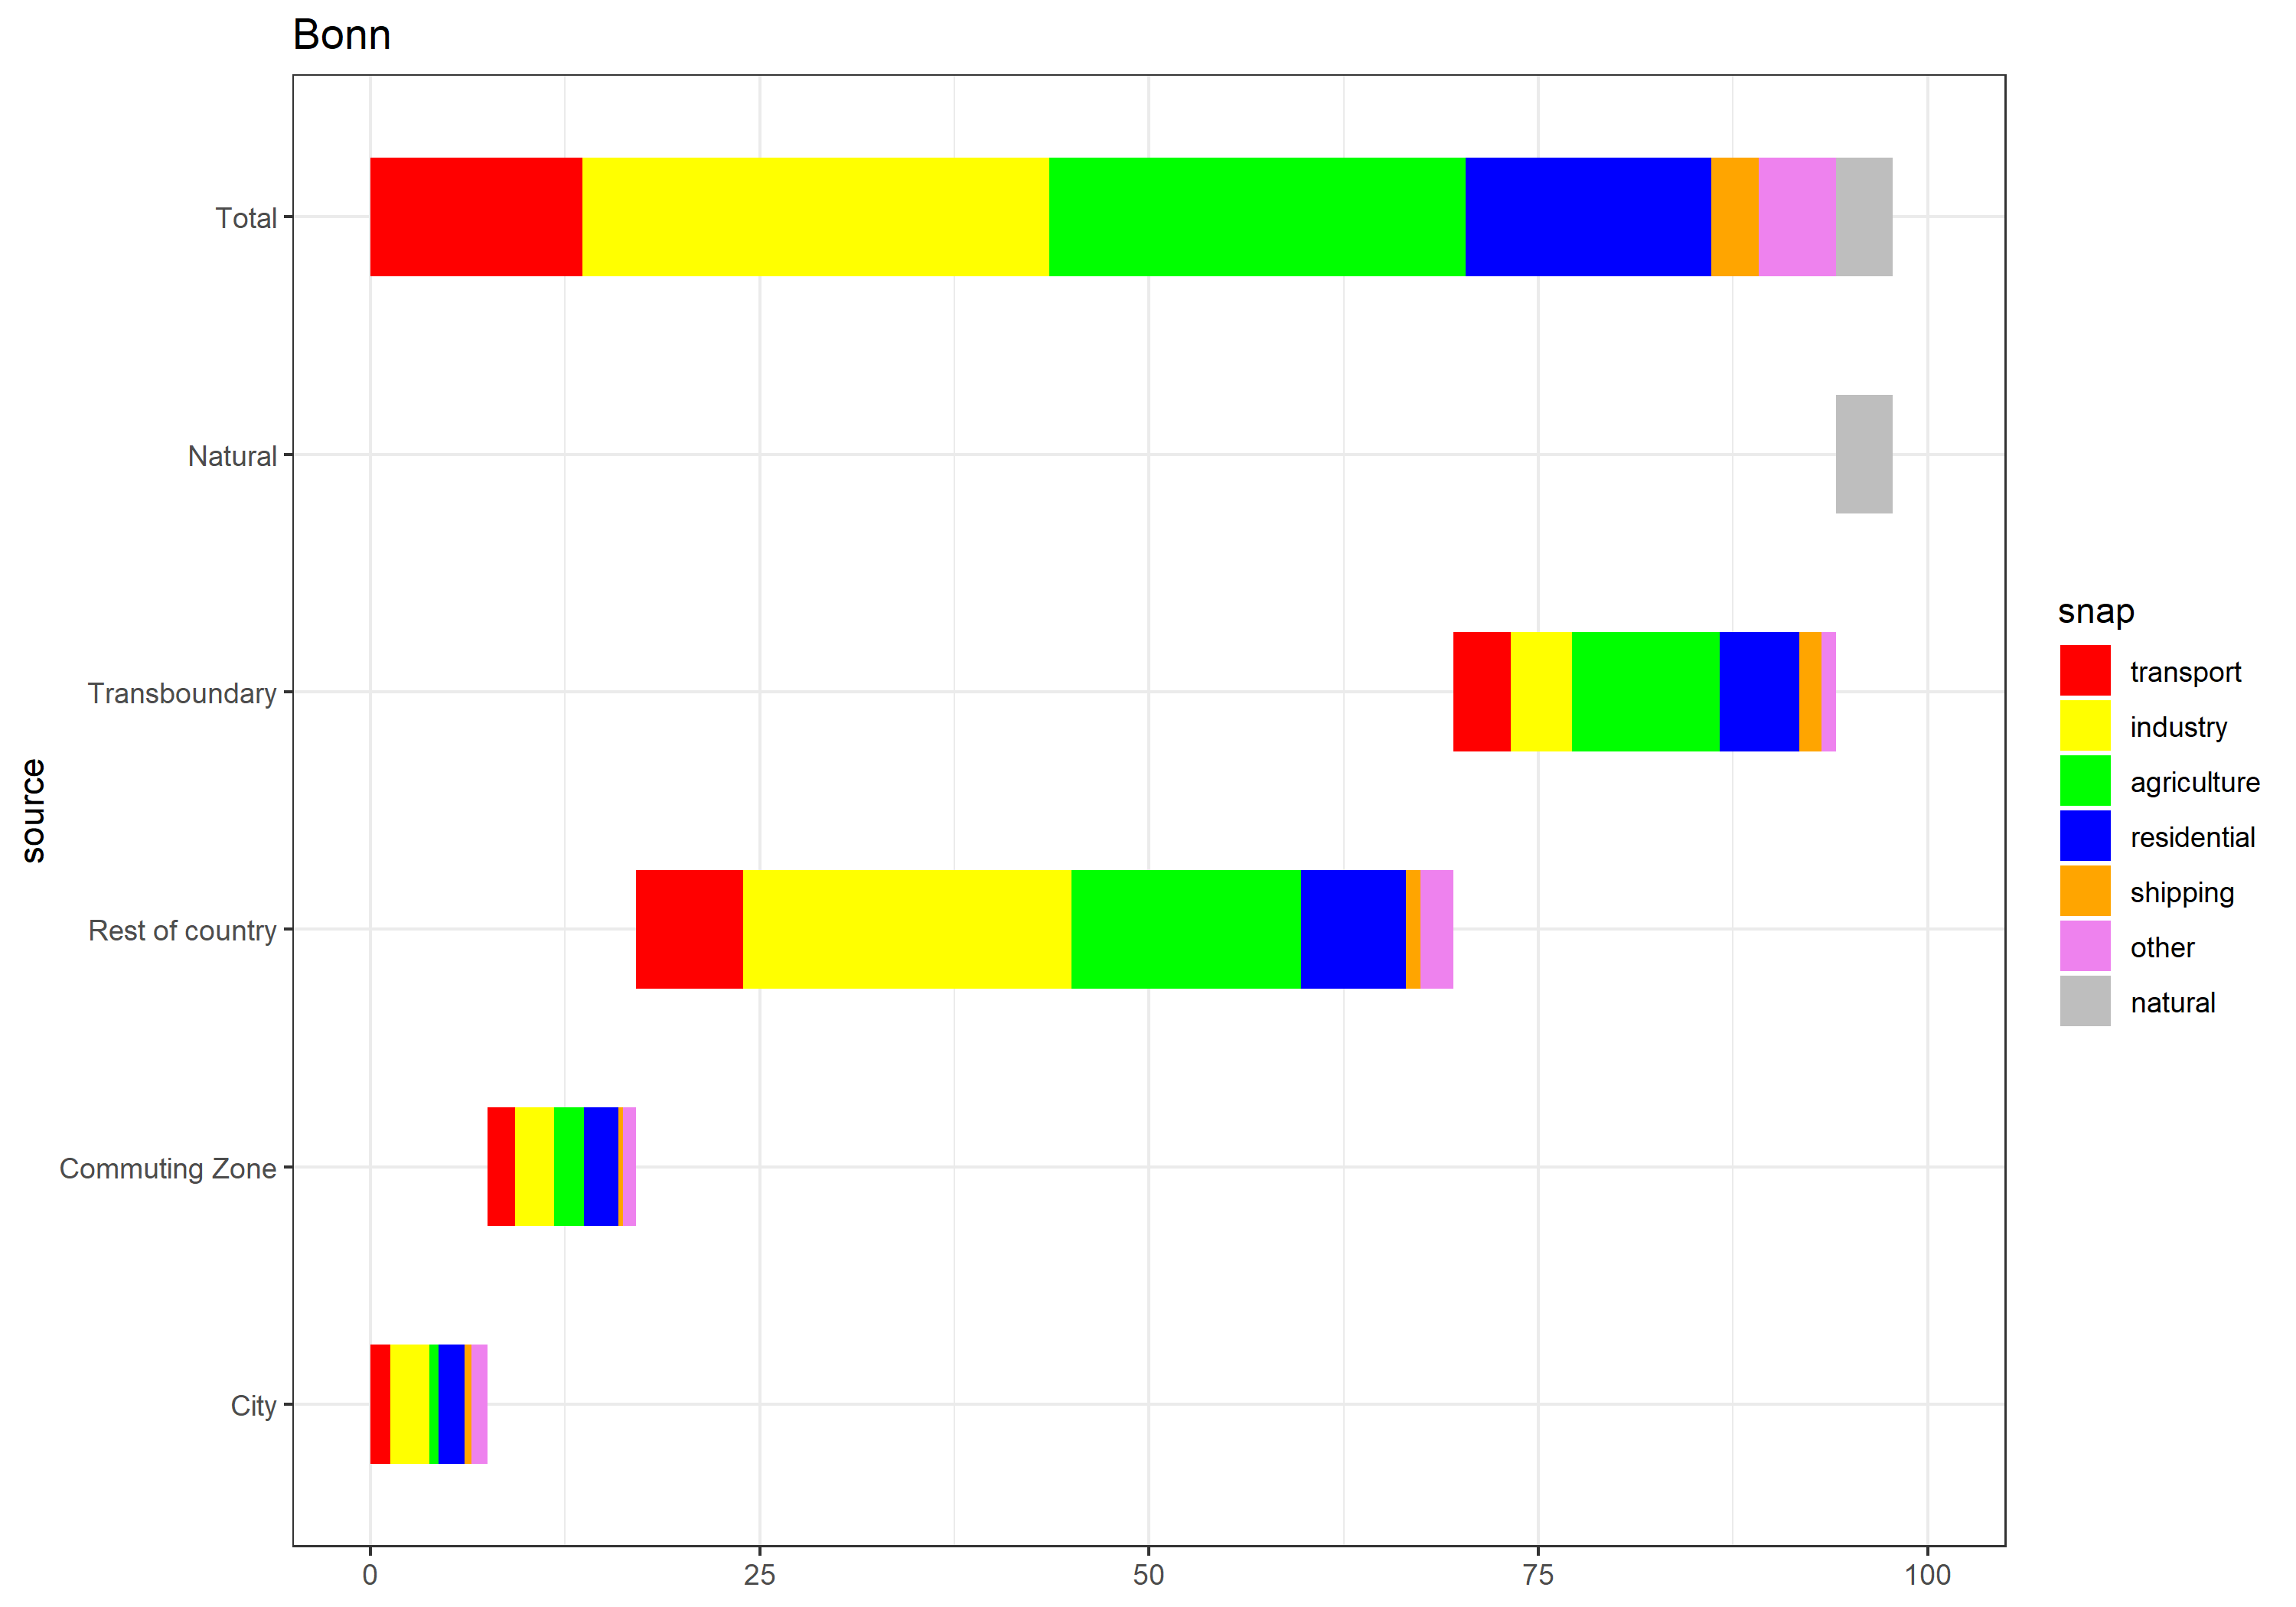 Bonn
Total
Natural
Transboundary
Rest of country
Commuting Zone
City
source
0 25 50 75 100
snap
transport
industry
agriculture
residential
shipping
other
natural